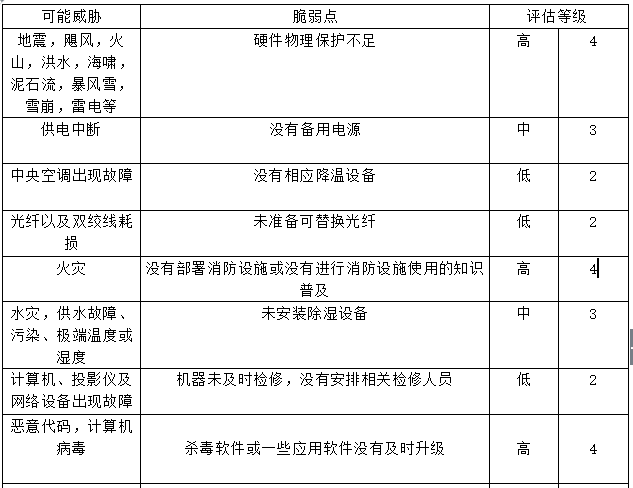 可能威胁 脆弱点 评估等级
地震，飓风，火 硬件物理保护不足 高 4
山，洪水，海啸，
泥石流，暴风雪，
雪崩，雷电等
供电中断 没有备用电源 中 3
中央空调出现故障 没有相应降温设备 低 2
光纤以及双绞线耗 未准备可替换光纤 低 2
损
火灾 没有部署消防设施或没有进行消防设施使用的知识 高 4
普及
水灾，供水故障、 未安装除湿设备 中 3
污染、极端温度或
湿度
计算机、投影仪及 机器未及时检修，没有安排相关检修人员 低 2
网络设备出现故障
恶意代码，计算机
病毒 杀毒软件或一些应用软件没有及时升级 高 4